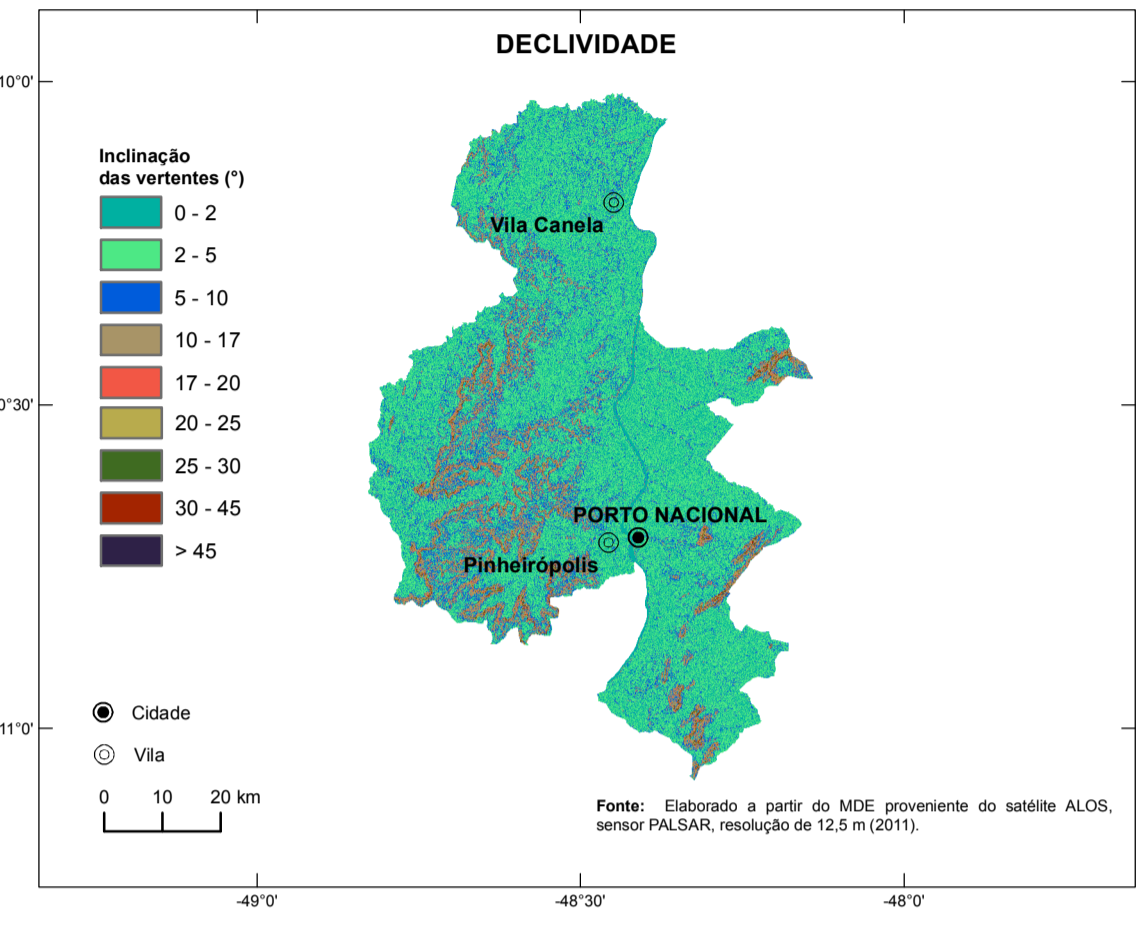 DECLIVIDADE
10°0'
Inclinação
das vertentes (°)
0 - 2
2 - 5
5 - 10
10 - 17
17 - 20
20 - 25
25 - 30
30 - 45
> 45
Vila Canela
0°30'
PORTO NACIONAL
Pinheirópolis
Cidade
11°0'
Vila
0 10 20 km
Fonte: Elaborado a partir do MDE proveniente do satélite ALOS,
sensor PALSAR, resolução de 12,5 m (2011).
-49°0' -48°30' -48°0'